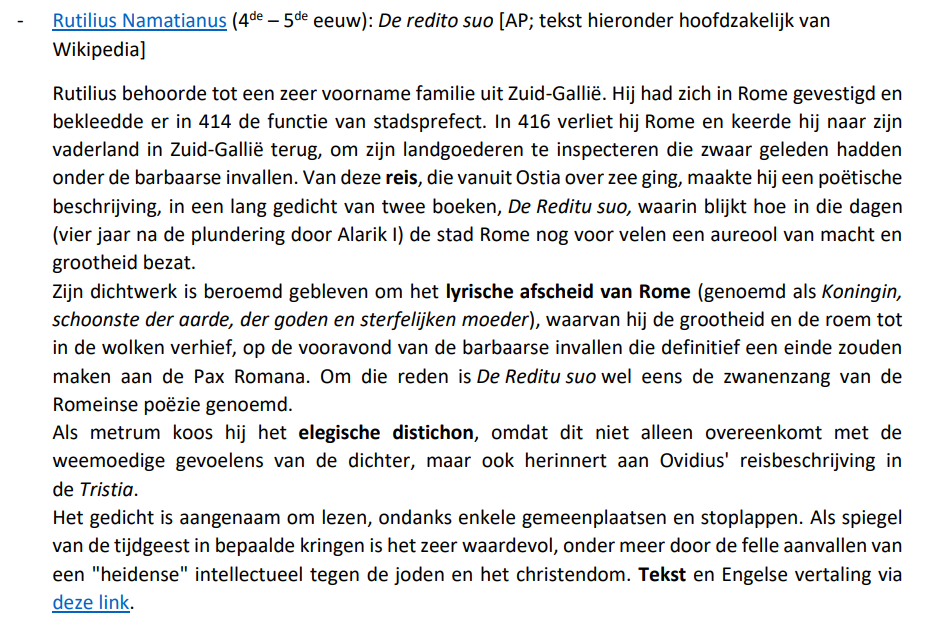 - Rutilius Namatianus (4de – 5de eeuw): De redito suo [AP; tekst hieronder hoofdzakelijk van
Wikipedia]
Rutilius behoorde tot een zeer voorname familie uit Zuid-Gallië. Hij had zich in Rome gevestigd en
bekleedde er in 414 de functie van stadsprefect. In 416 verliet hij Rome en keerde hij naar zijn
vaderland in Zuid-Gallië terug, om zijn landgoederen te inspecteren die zwaar geleden hadden
onder de barbaarse invallen. Van deze reis, die vanuit Ostia over zee ging, maakte hij een poëtische
beschrijving, in een lang gedicht van twee boeken, De Reditu suo, waarin blijkt hoe in die dagen
(vier jaar na de plundering door Alarik I) de stad Rome nog voor velen een aureool van macht en
grootheid bezat.
Zijn dichtwerk is beroemd gebleven om het lyrische afscheid van Rome (genoemd als Koningin,
schoonste der aarde, der goden en sterfelijken moeder), waarvan hij de grootheid en de roem tot
in de wolken verhief, op de vooravond van de barbaarse invallen die definitief een einde zouden
maken aan de Pax Romana. Om die reden is De Reditu suo wel eens de zwanenzang van de
Romeinse poëzie genoemd.
Als metrum koos hij het elegische distichon, omdat dit niet alleen overeenkomt met de
weemoedige gevoelens van de dichter, maar ook herinnert aan Ovidius' reisbeschrijving in
de Tristia.
Het gedicht is aangenaam om lezen, ondanks enkele gemeenplaatsen en stoplappen. Als spiegel
van de tijdgeest in bepaalde kringen is het zeer waardevol, onder meer door de felle aanvallen van
een "heidense" intellectueel tegen de joden en het christendom. Tekst en Engelse vertaling via
deze link.